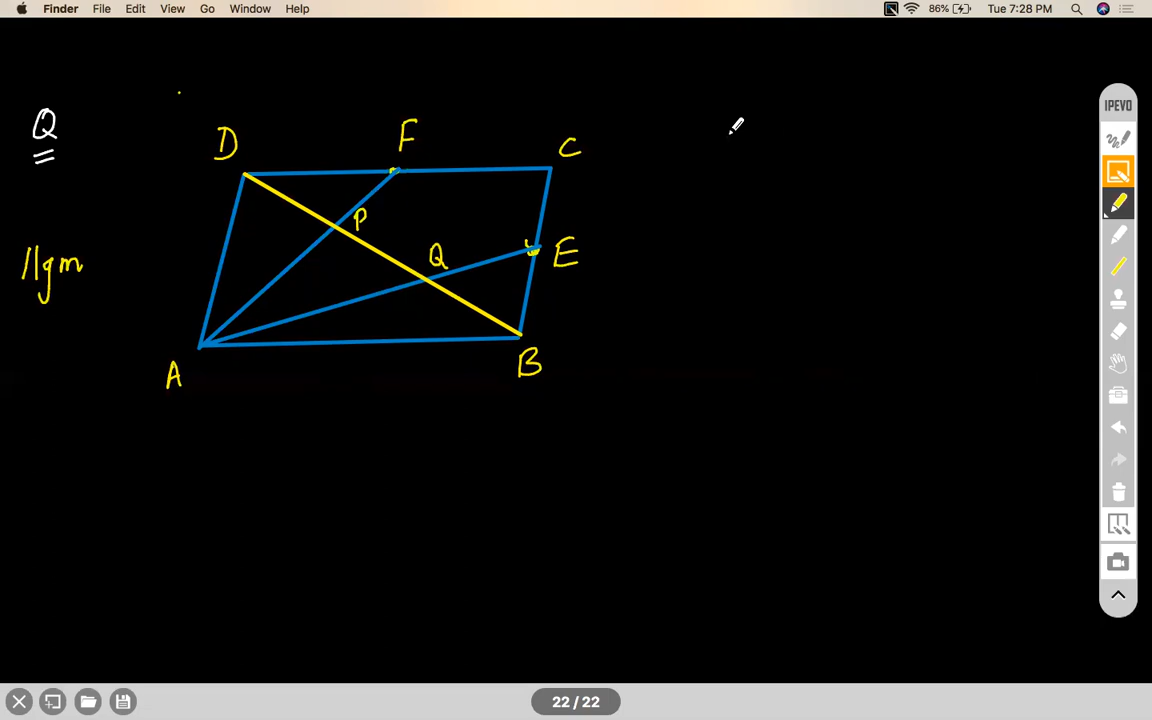 Finder File Edit View Go Window Help 86% Tue 7:28 PM
IPEVO
Q
D F C
P
Q E
||gm
A B
22 / 22